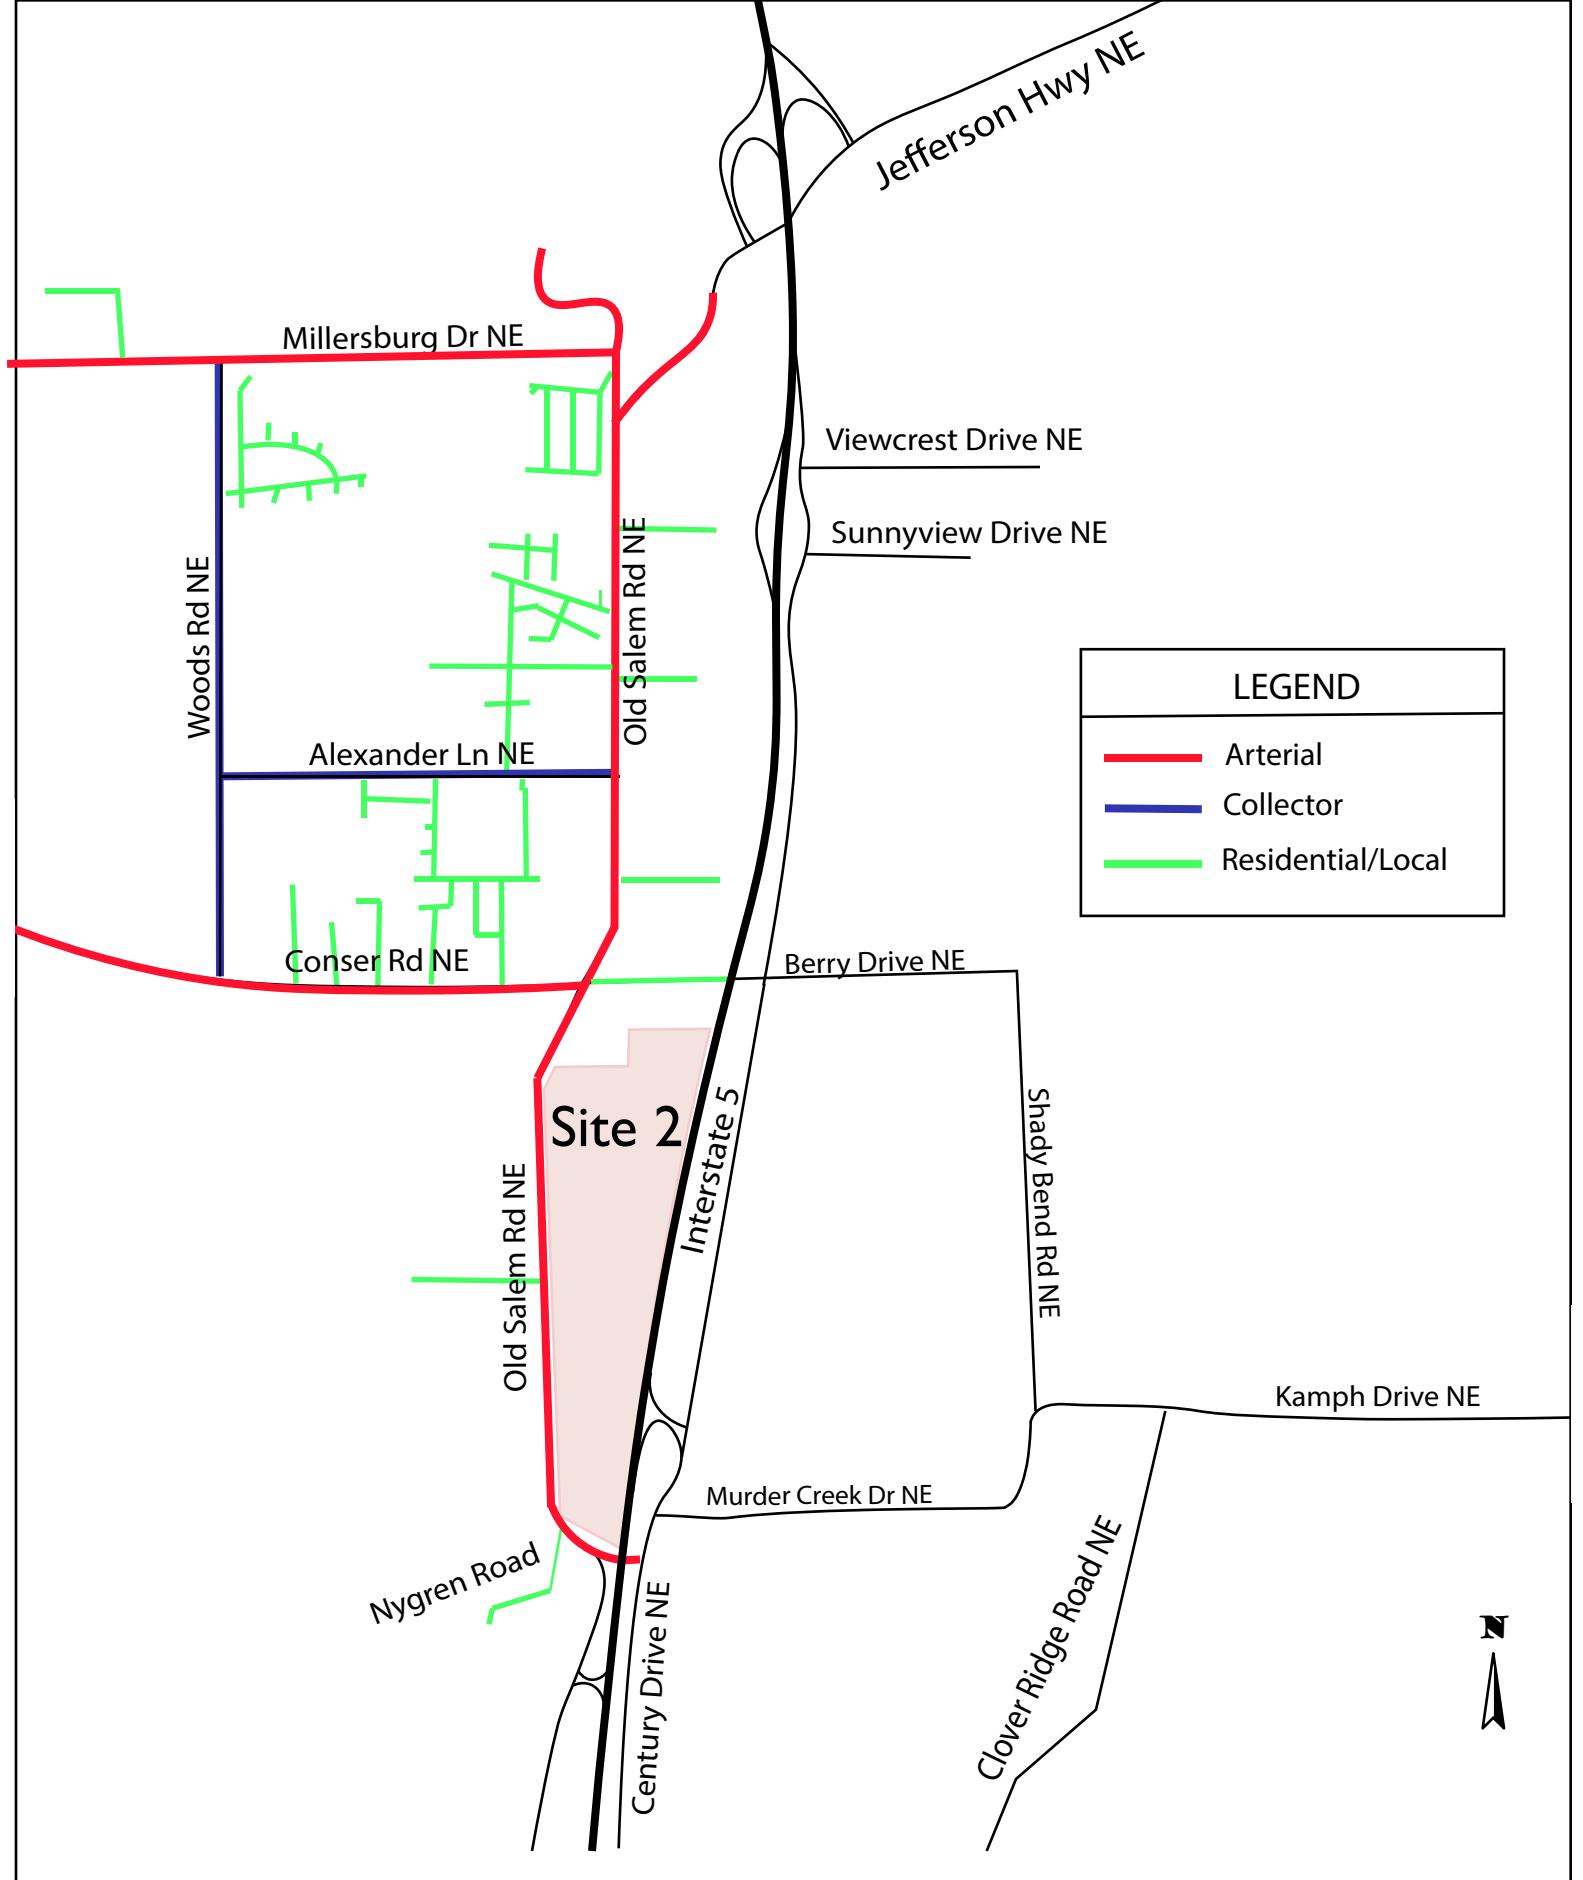 Jefferson Hwy NE
Millersburg Dr NE
Viewcrest Drive NE
Sunnyview Drive NE
Woods Rd NE
Old Salem Rd NE
LEGEND
Arterial
Collector
Residential/Local
Alexander Ln NE
Conser Rd NE
Berry Drive NE
Site 2
Interstate 5
Shady Bend Rd NE
Old Salem Rd NE
Kamph Drive NE
Murder Creek Dr NE
Nygren Road
Century Drive NE
Clover Ridge Road NE
N